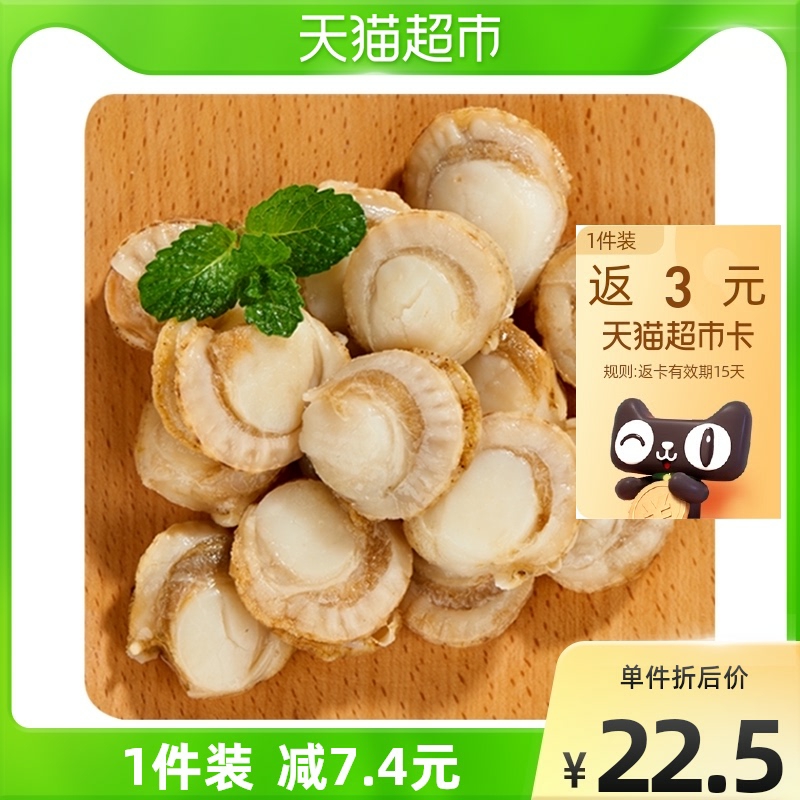 天猫超市
1件装
返 3 元
天猫超市卡
规则:返卡有效期15天
单件折后价
1件装 减7.4元
¥22.5